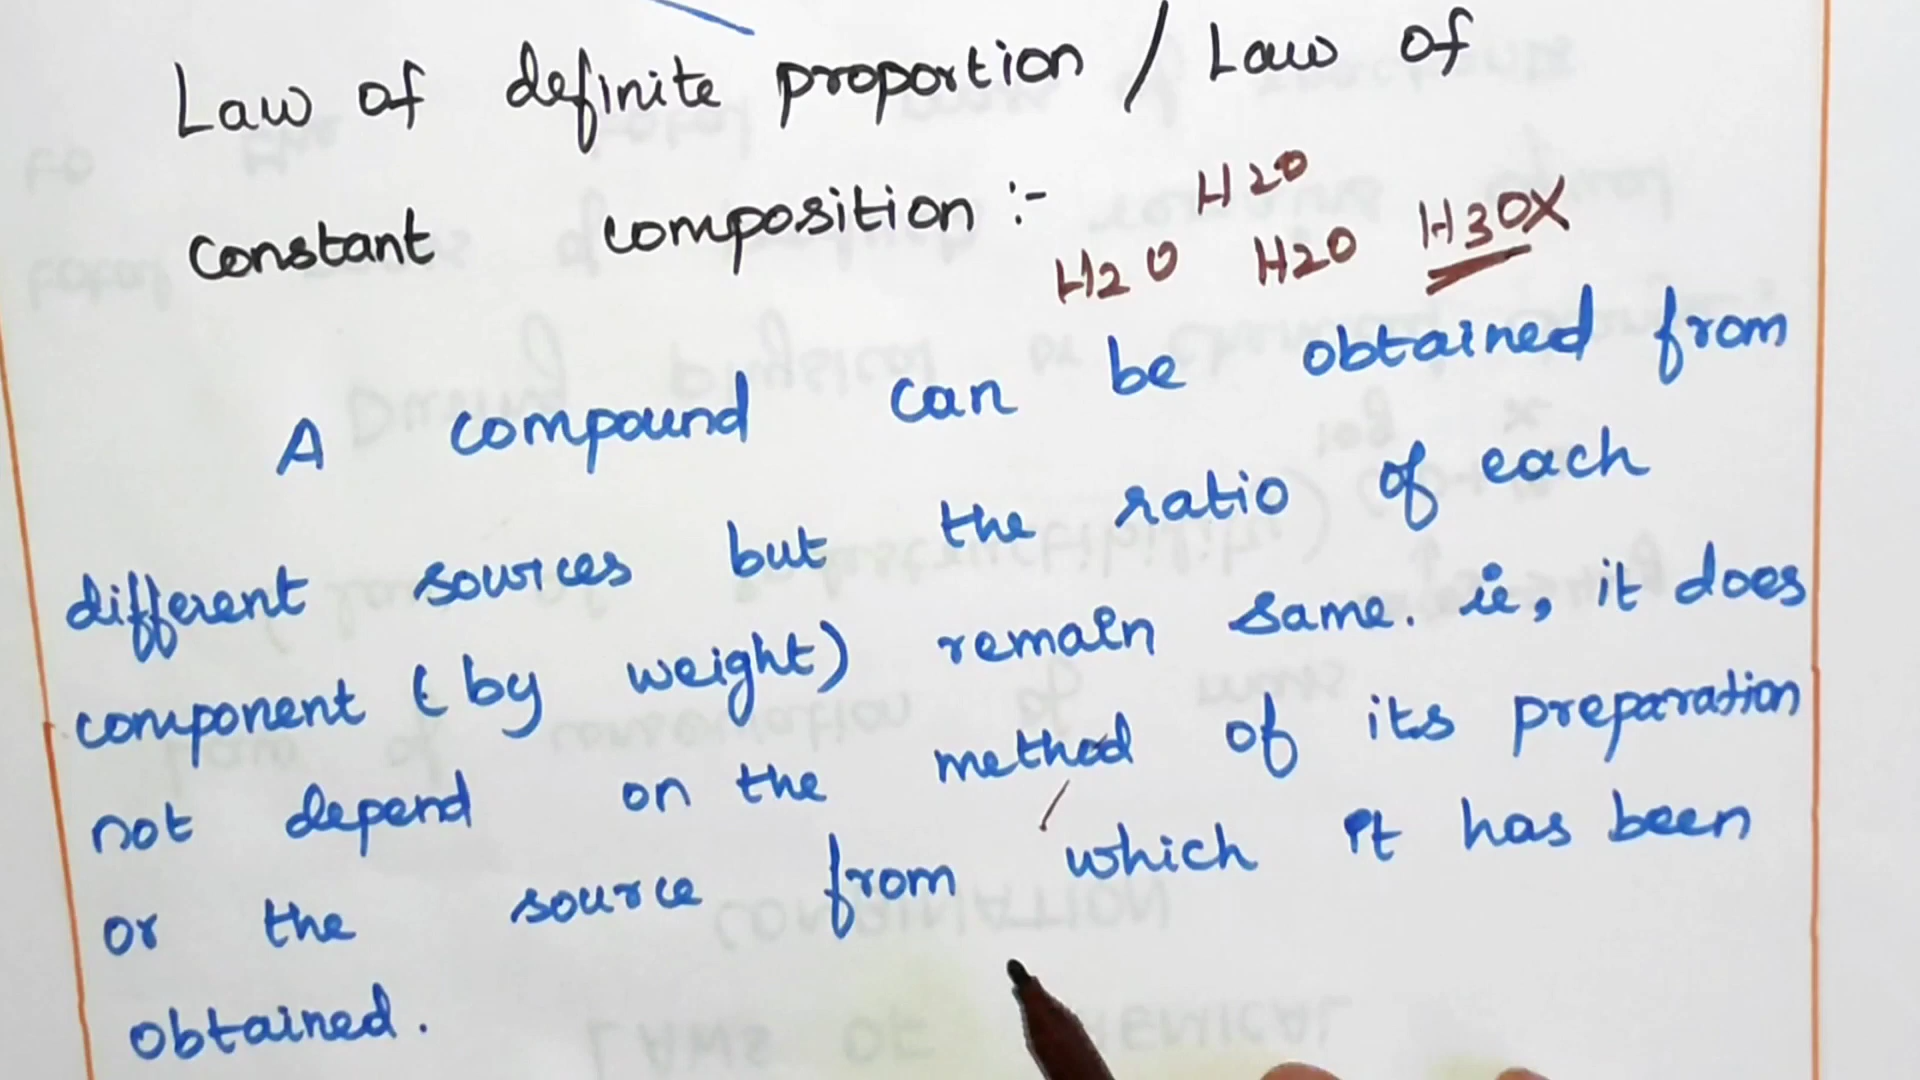 Law of definite proportion / Law of
constant composition :-
H2O
H2O H2O H3OX
A compound can be obtained from
different sources but the ratio of each
component (by weight) remain same. ie, it does
not depend on the method of its preparation
or the source from which it has been
obtained.